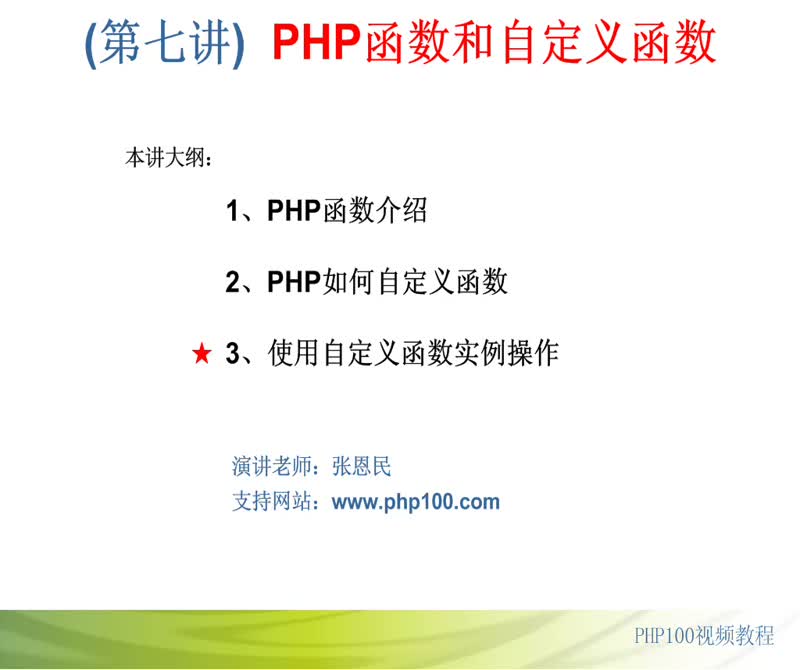 (第七讲) PHP函数和自定义函数
本讲大纲:
1、PHP函数介绍
2、PHP如何自定义函数
★ 3、使用自定义函数实例操作
演讲老师：张恩民
支持网站：www.php100.com
PHP100视频教程